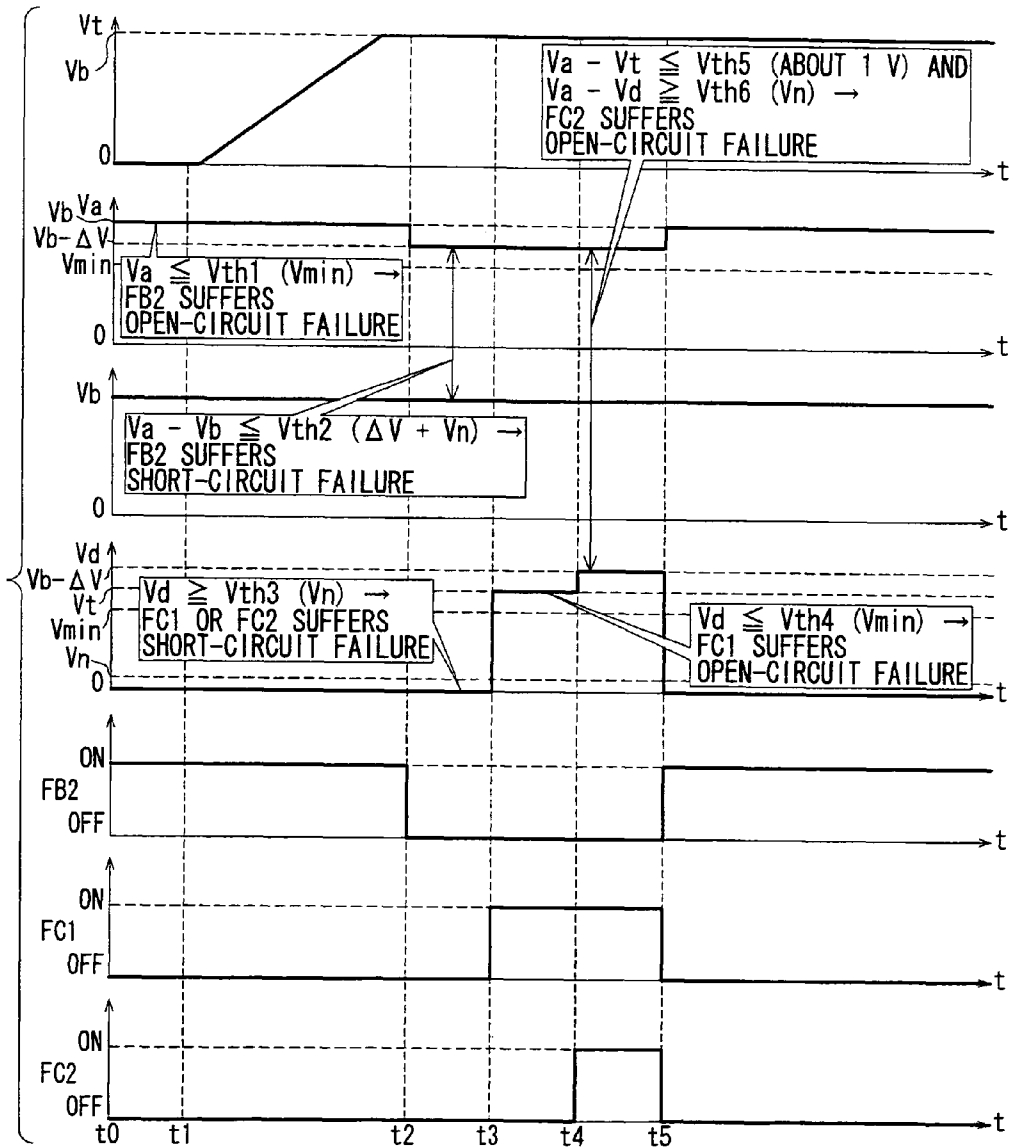 Vt
Vb
0
t
Va - Vt ≦ Vth5 (ABOUT 1 V) AND
Va - Vd ≧ Vth6 (Vn) →
FC2 SUFFERS
OPEN-CIRCUIT FAILURE
Vb Va
Vb-ΔV
Vmin
0
t
Va ≦ Vth1 (Vmin) →
FB2 SUFFERS
OPEN-CIRCUIT FAILURE
Vb
0
t
Va - Vb ≦ Vth2 (ΔV + Vn) →
FB2 SUFFERS
SHORT-CIRCUIT FAILURE
Vd
Vb-ΔV
Vt
Vmin
Vn
0
t
Vd ≧ Vth3 (Vn) →
FC1 OR FC2 SUFFERS
SHORT-CIRCUIT FAILURE
Vd ≦ Vth4 (Vmin) →
FC1 SUFFERS
OPEN-CIRCUIT FAILURE
ON
FB2
OFF
t
ON
FC1
OFF
t
ON
FC2
OFF
t
t0 t1 t2 t3 t4 t5